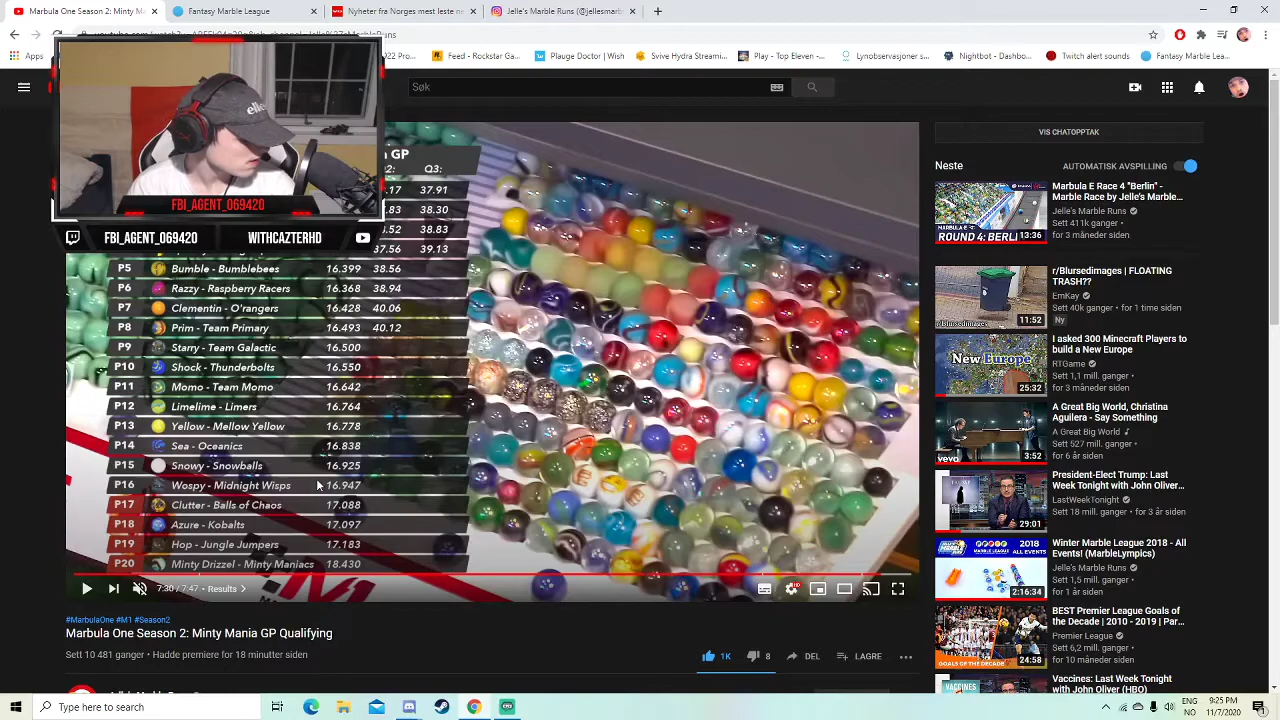 Marbula One Season 2: M
Fantasy Marbula
Forhåndsvis
Nyheter fra Norges mest leste n
Jelle's Marble Runs
Feed - Lootbear
Plauge Doctor | Wish
Svive Hydra Stremm...
Play - Top Eleven -...
Lyrebirdstudio sPres...
Nightbot - Dashbo...
Twitch alert sounds
Fantasy Marble Lea...
Søk
elle
FBI_AGENT_069420
FBI_AGENT_069420 WITHCAZTERHD
GP
Q3:
37.91
38.30
38.83
37.56 39.13
P5 Bumble - Bumblebees 16.399 38.56
P6 Razzy - Raspberry Racers 16.368 38.94
P7 Clementin - O'rangers 16.428 40.06
P8 Prim - Team Primary 16.493 40.12
P9 Starry - Team Galactic 16.500
P10 Shock - Thunderbolts 16.550
P11 Momo - Team Momo 16.642
P12 Limelime - Limers 16.764
P13 Yellow - Mellow Yellow 16.778
P14 Sea - Oceanics 16.838
P15 Snowy - Snowballs 16.925
P16 Wospy - Midnight Wisps 16.947
P17 Clutter - Balls of Chaos 17.088
P18 Azure - Kobalts 17.097
P19 Hop - Jungle Jumpers 17.183
P20 Minty Drizzel - Minty Maniacs 18.430
7:30 / 7:47 • Results
#MarbulaOne #M1 #Season2
Marbula One Season 2: Minty Mania GP Qualifying
Sett 10 481 ganger • Hadde premiere for 18 minutter siden
1K 8 DEL LAGRE
VIS CHATOPPTAK
Neste AUTOMATISK AVSPILLING
Marbula E Race 4 "Berlin" -
Marble Race by Jelle's Marble...
Jelle's Marble Runs
for 3 måneder siden
ROUND 4: BERLI 13:36
r/Blursedimages | FLOATING
TRASH??
EmKay
Sett 40k ganger • for 1 time siden
Ny
11:52
I asked 300 Minecraft Players to
build a New Europe
RTGame
Sett 1,1 mill. ganger •
for 3 måneder siden
New Europe
25:32
A Great Big World, Christina
Aguilera - Say Something
A Great Big World
Sett 527 mill. ganger •
for 6 år siden
vevo 3:52
President-Elect Trump: Last
Week Tonight with John Oliver...
LastWeekTonight
Sett 18 mill. ganger • for 3 år siden
29:01
Winter Marble League 2018 - All
Events! (MarbleLympics)
Jelle's Marble Runs
Sett 1,5 mill. ganger •
for 1 år siden
ALL EVENTS
2:16:34
BEST Premier League Goals of
the Decade | 2010 - 2019 | Par...
Premier League
Sett 6,2 mill. ganger •
for 10 måneder siden
GOALS OF THE DECADE 24:58
Vaccines: Last Week Tonight
with John Oliver (HBO)
VACCINES
Type here to search
ENG
NO
9:25 PM
11/7/2020